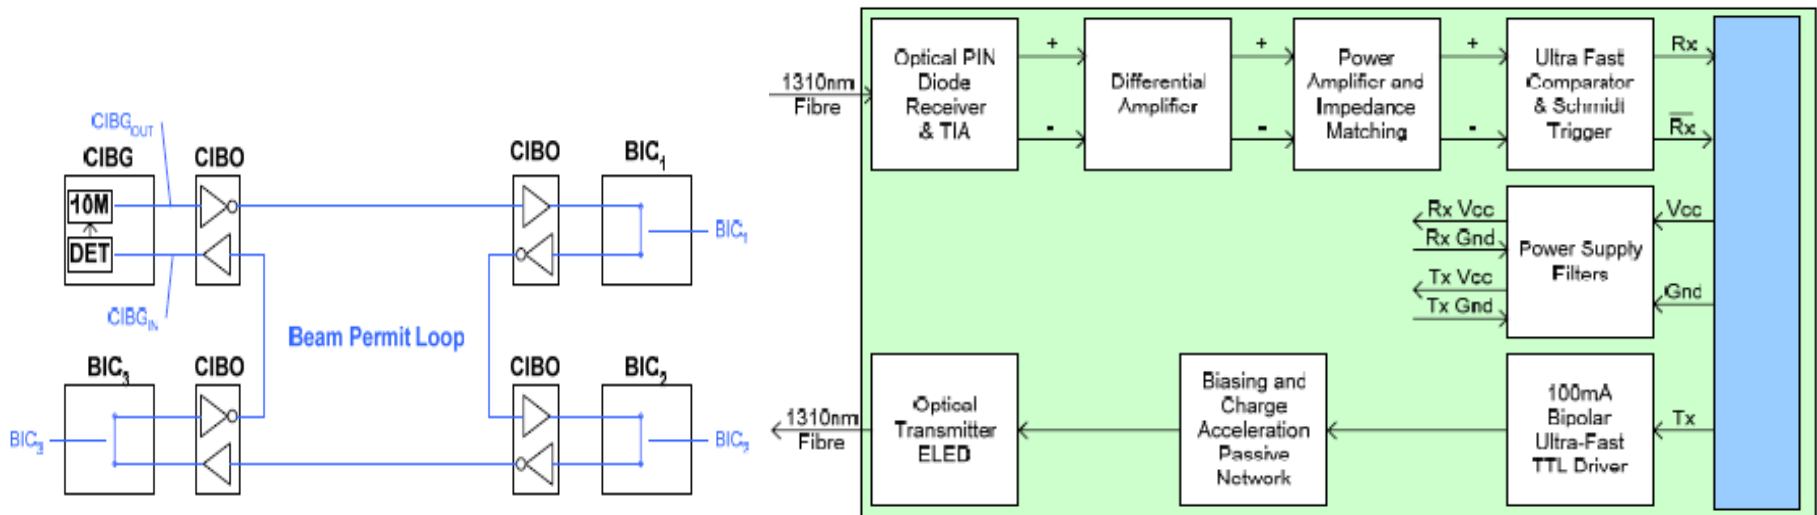 CIBG_OUT
CIBG
CIBO
10M
DET
CIBG_IN
CIBO
BIC_1
BIC_1
Beam Permit Loop
BIC_3
CIBO
BIC_3
CIBO
BIC_2
BIC_2
1310nm
Fibre
Optical PIN
Diode
Receiver
& TIA
+
-
Differential
Amplifier
+
-
Power
Amplifier and
Impedance
Matching
+
-
Ultra Fast
Comparator
& Schmidt
Trigger
Rx
R̅x̅
Rx Vcc
Rx Gnd
Tx Vcc
Tx Gnd
Power Supply
Filters
Vcc
Gnd
1310nm
Fibre
Optical
Transmitter
ELED
Biasing and
Charge
Acceleration
Passive
Network
100mA
Bipolar
Ultra-Fast
TTL Driver
Tx